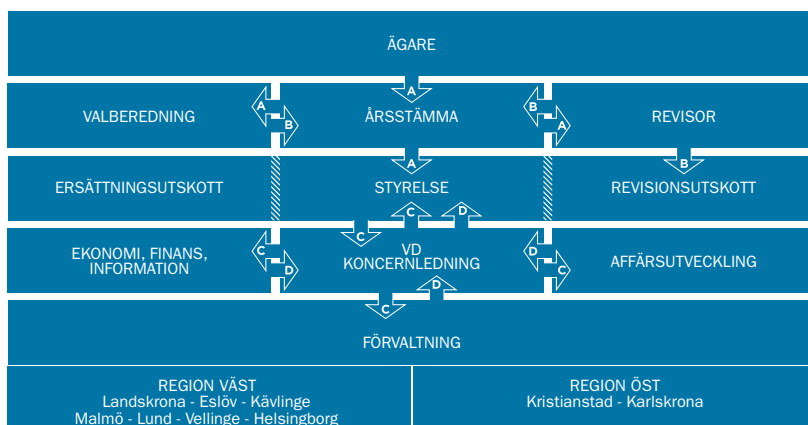 ÄGARE
A
VALBEREDNING
A
B
ÅRSSTÄMMA
B
A
REVISOR
A
B
ERSÄTTNINGSUTSKOTT
STYRELSE
REVISIONSUTSKOTT
C
D
C
EKONOMI, FINANS,
INFORMATION
C
D
VD
KONCERNLEDNING
D
C
AFFÄRSUTVECKLING
D
C
FÖRVALTNING
REGION VÄST
Landskrona - Eslöv - Kävlinge
Malmö - Lund - Vellinge - Helsingborg
REGION ÖST
Kristianstad - Karlskrona